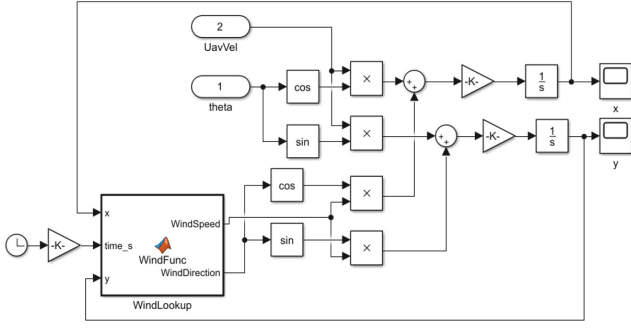 2
UavVel
1
theta
cos
×
+
+
-K-
1
s
x
sin
×
+
+
-K-
1
s
y
cos
×
sin
×
-K-
x
time_s
y
WindSpeed
WindFunc
WindDirection
WindLookup